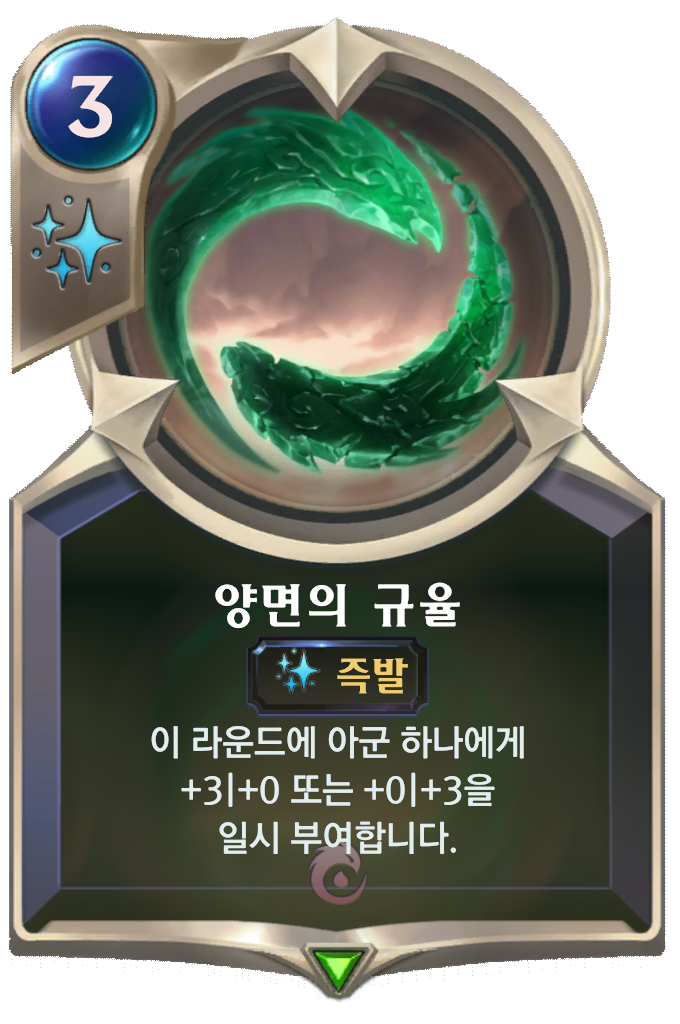 3
양면의 규율
즉발
이 라운드에 아군 하나에게
+3|+0 또는 +0|+3을
일시 부여합니다.